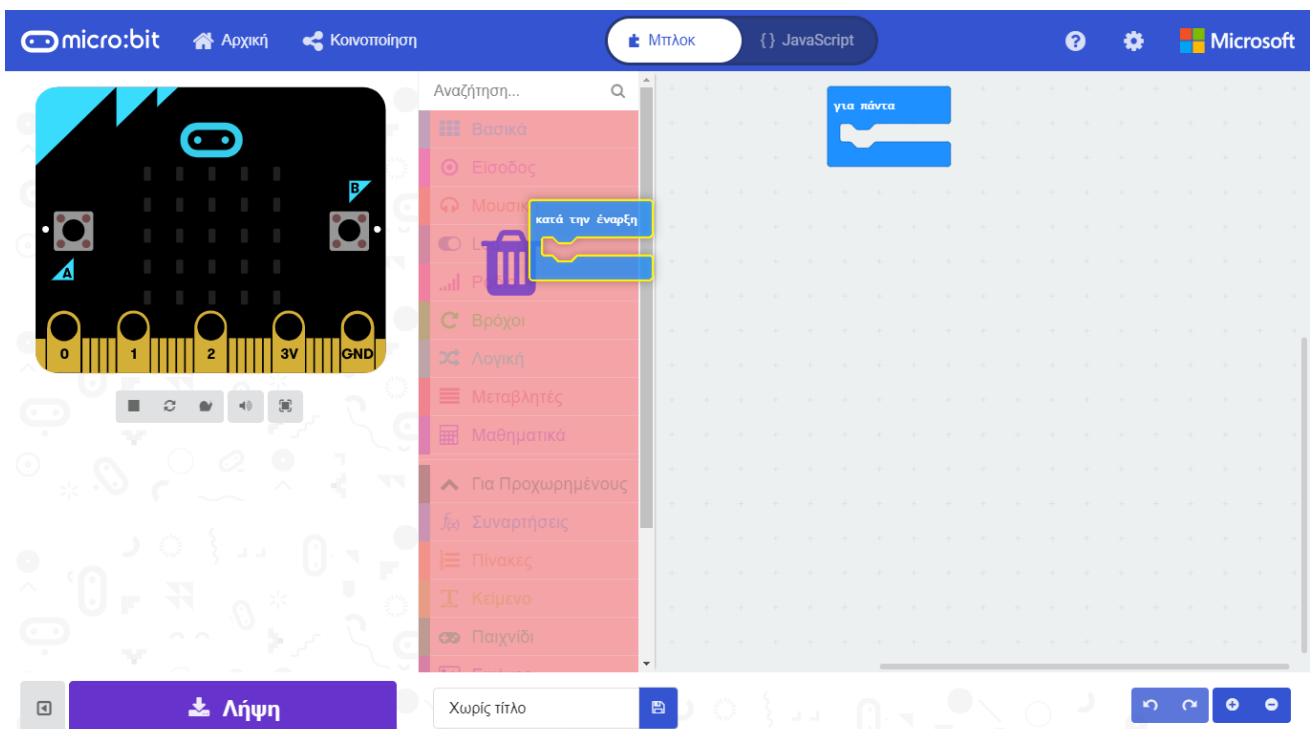 micro:bit Αρχική Κοινοποίηση Μπλοκ {} JavaScript Microsoft
Αναζήτηση...
Βασικά
Είσοδος
Βρόχοι
Λογική
Μεταβλητές
Μαθηματικά
Για Προχωρημένους
f(x) Συναρτήσεις
Πίνακες
Κείμενο
Παιχνίδι
για πάντα
κατά την έναρξη
B
A
0 1 2 3V GND
Λήψη
Χωρίς τίτλο